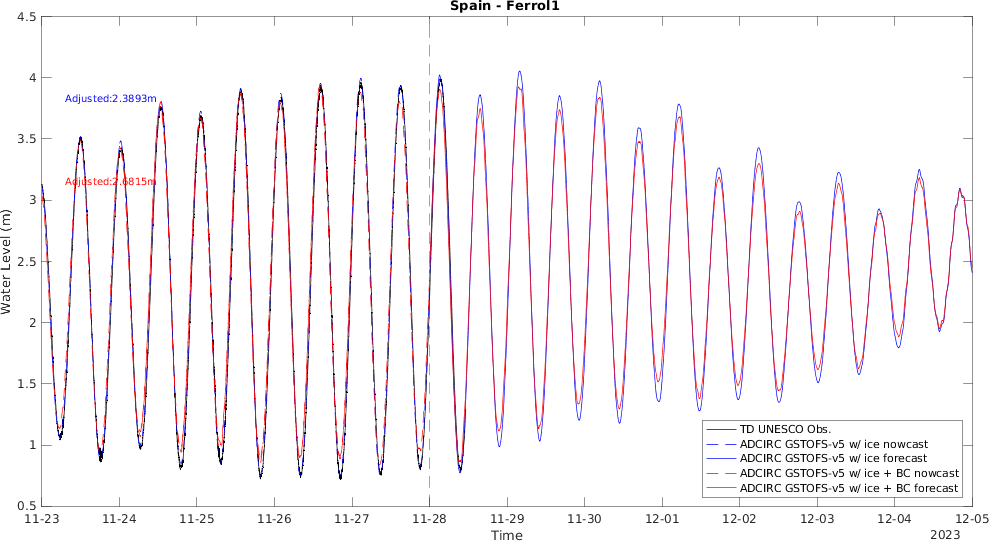 Spain - Ferrol1
4.5
4
3.5
3
2.5
2
1.5
1
0.5
Water Level (m)
Adjusted:2.3893m
Adjusted:2.6815m
TD UNESCO Obs.
ADCIRC GSTOFS-v5 w/ ice nowcast
ADCIRC GSTOFS-v5 w/ ice forecast
ADCIRC GSTOFS-v5 w/ ice + BC nowcast
ADCIRC GSTOFS-v5 w/ ice + BC forecast
11-23 11-24 11-25 11-26 11-27 11-28 11-29 11-30 12-01 12-02 12-03 12-04 12-05
Time
2023